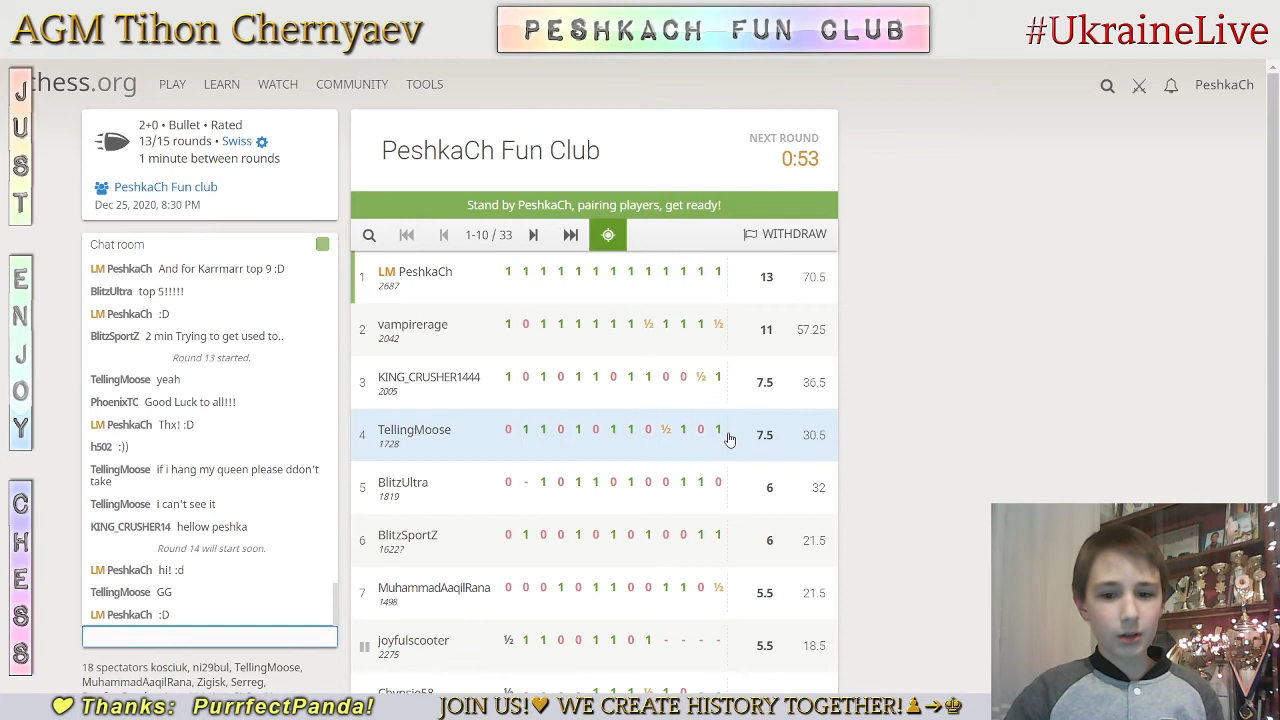 AGM Tihon Chernyaev
PESHKACH FUN CLUB
#UkraineLive
JUST
ENJOY
CHESS
chess.org
PLAY LEARN WATCH COMMUNITY TOOLS
PeshkaCh
2+0 • Bullet • Rated
13/15 rounds • Swiss
1 minute between rounds
PeshkaCh Fun club
Dec 25, 2020, 8:30 PM
Chat room
LM PeshkaCh And for Karrmarr top 9 :D
BlitzUltra top 5!!!!!
LM PeshkaCh :D
BlitzSportZ 2 min Trying to get used to..
Round 13 started.
TellingMoose yeah
PhoenixTC Good Luck to all!!!
LM PeshkaCh Thx! :D
h502 :))
TellingMoose if i hang my queen please ddon't
take
TellingMoose i can't see it
KING_CRUSHER14 hellow peshka
Round 14 will start soon.
LM PeshkaCh hi! :d
TellingMoose GG
LM PeshkaCh :D
18 spectators kosciuk, ni29bul, TellingMoose,
MuhammadAaqilRana, Zigisk, Serreg,
PeshkaCh Fun Club
NEXT ROUND
0:53
Stand by PeshkaCh, pairing players, get ready!
1-10 / 33
WITHDRAW
1 LM PeshkaCh 1 1 1 1 1 1 1 1 1 1 1 1 1 13 70.5
2687
2 vampirerage 1 0 1 1 1 1 1 1 ½ 1 1 1 ½ 11 57.25
2042
3 KING_CRUSHER1444 1 0 1 0 1 1 0 1 1 0 0 ½ 1 7.5 36.5
2005
4 TellingMoose 0 1 1 0 1 0 1 1 0 ½ 1 0 1 7.5 30.5
1728
5 BlitzUltra 0 - 1 0 1 1 0 1 0 0 1 1 0 6 32
1819
6 BlitzSportZ 0 1 0 0 1 0 1 0 1 0 0 1 1 6 21.5
1622?
7 MuhammadAaqilRana 0 0 0 1 0 1 1 0 0 1 1 0 ½ 5.5 21.5
1498
joyfulscooter ½ 1 1 0 0 1 1 0 1 - - - - 5.5 18.5
2275
Thanks: PurrfectPanda!
JOIN US! WE CREATE HISTORY TOGETHER!